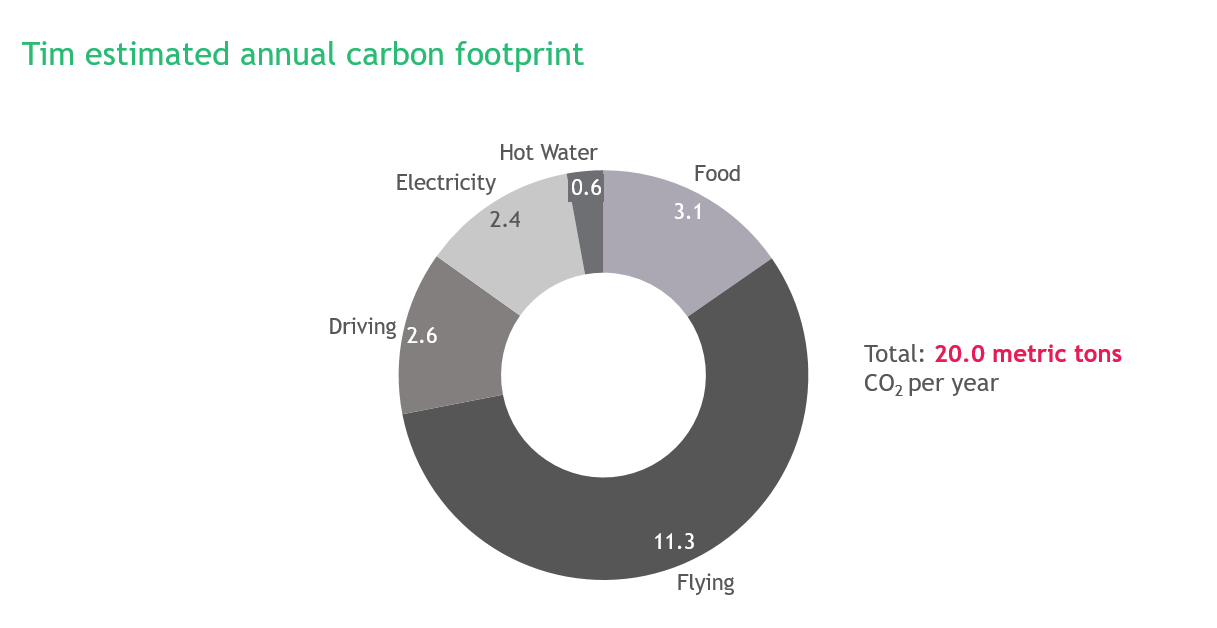 Tim estimated annual carbon footprint
Hot Water
0.6
Food
3.1
Electricity
2.4
Driving
2.6
Total: 20.0 metric tons
CO₂ per year
11.3
Flying